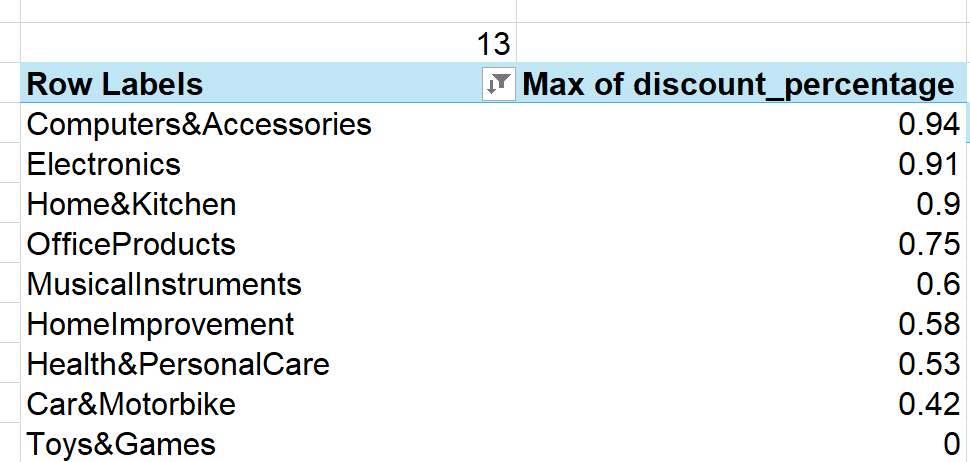 13
Row Labels Max of discount_percentage
Computers&Accessories 0.94
Electronics 0.91
Home&Kitchen 0.9
OfficeProducts 0.75
MusicalInstruments 0.6
HomeImprovement 0.58
Health&PersonalCare 0.53
Car&Motorbike 0.42
Toys&Games 0